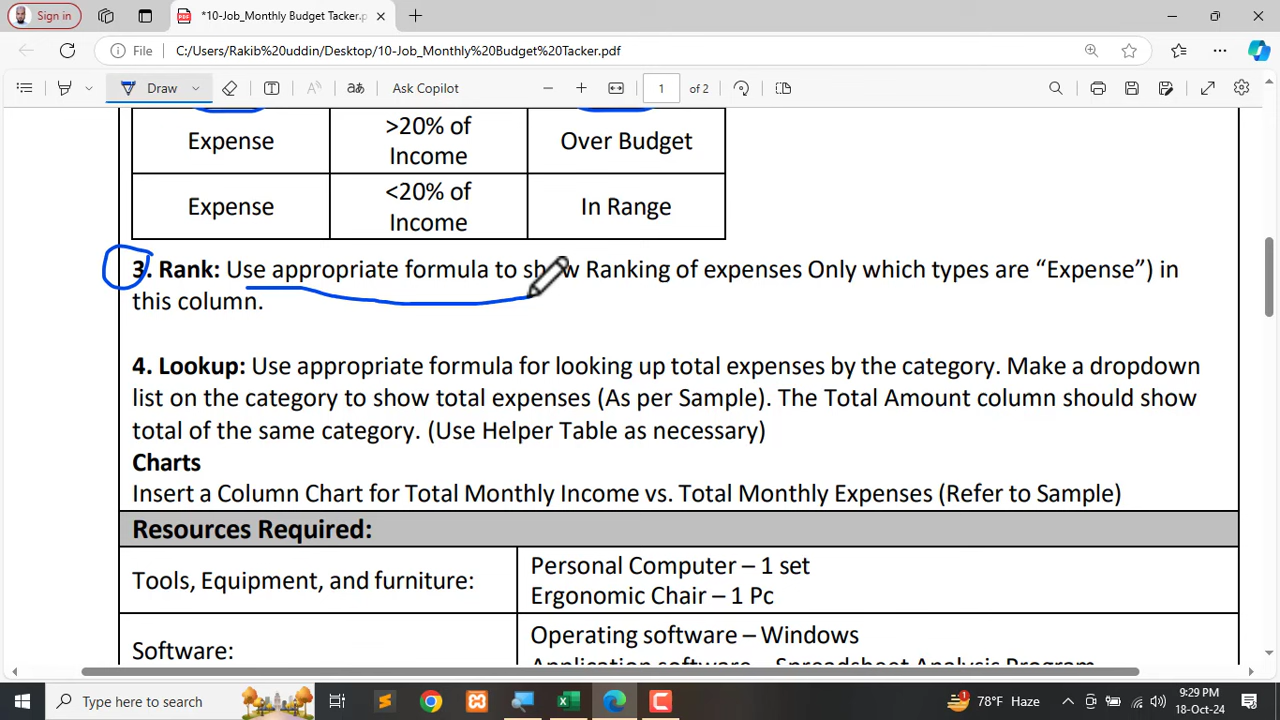 Sign in
*10-Job_Monthly Budget Tacker.p
File
C:/Users/Rakib%20uddin/Desktop/10-Job_Monthly%20Budget%20Tacker.pdf
Draw
Ask Copilot
1
of 2
Expense
>20% of
Income
Over Budget
Expense
<20% of
Income
In Range
3. Rank: Use appropriate formula to show Ranking of expenses Only which types are “Expense”) in
this column.
4. Lookup: Use appropriate formula for looking up total expenses by the category. Make a dropdown
list on the category to show total expenses (As per Sample). The Total Amount column should show
total of the same category. (Use Helper Table as necessary)
Charts
Insert a Column Chart for Total Monthly Income vs. Total Monthly Expenses (Refer to Sample)
Resources Required:
Tools, Equipment, and furniture:
Personal Computer – 1 set
Ergonomic Chair – 1 Pc
Software:
Operating software – Windows
Application software – Spreadsheet Analysis Program
Type here to search
1
78°F Haze
9:29 PM
18-Oct-24